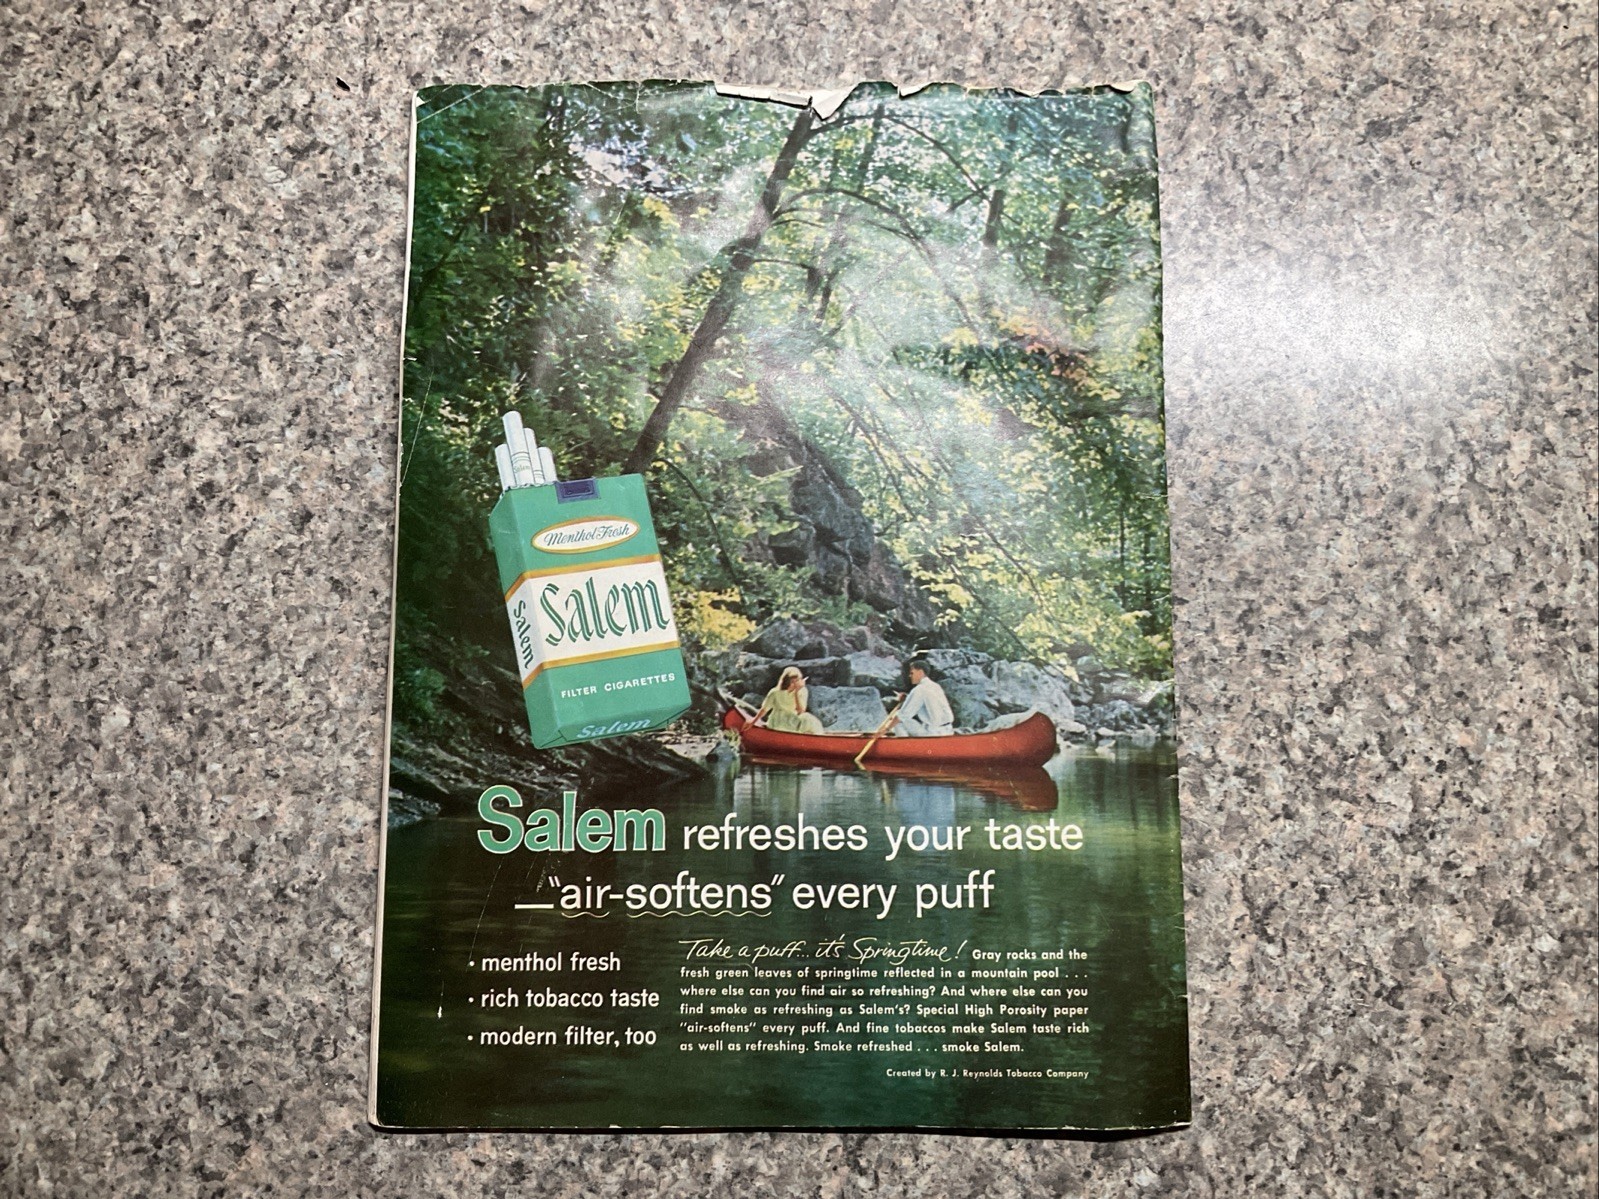 Menthol Fresh
Salem
Salem
FILTER CIGARETTES
Salem
Salem refreshes your taste
—"air-softens" every puff
• menthol fresh
• rich tobacco taste
• modern filter, too
Take a puff... it's Springtime! Gray rocks and the
fresh green leaves of springtime reflected in a mountain pool . . .
where else can you find air so refreshing? And where else can you
find smoke as refreshing as Salem's? Special High Porosity paper
"air-softens" every puff. And fine tobaccos make Salem taste rich
as well as refreshing. Smoke refreshed . . . smoke Salem.
Created by R. J. Reynolds Tobacco Company